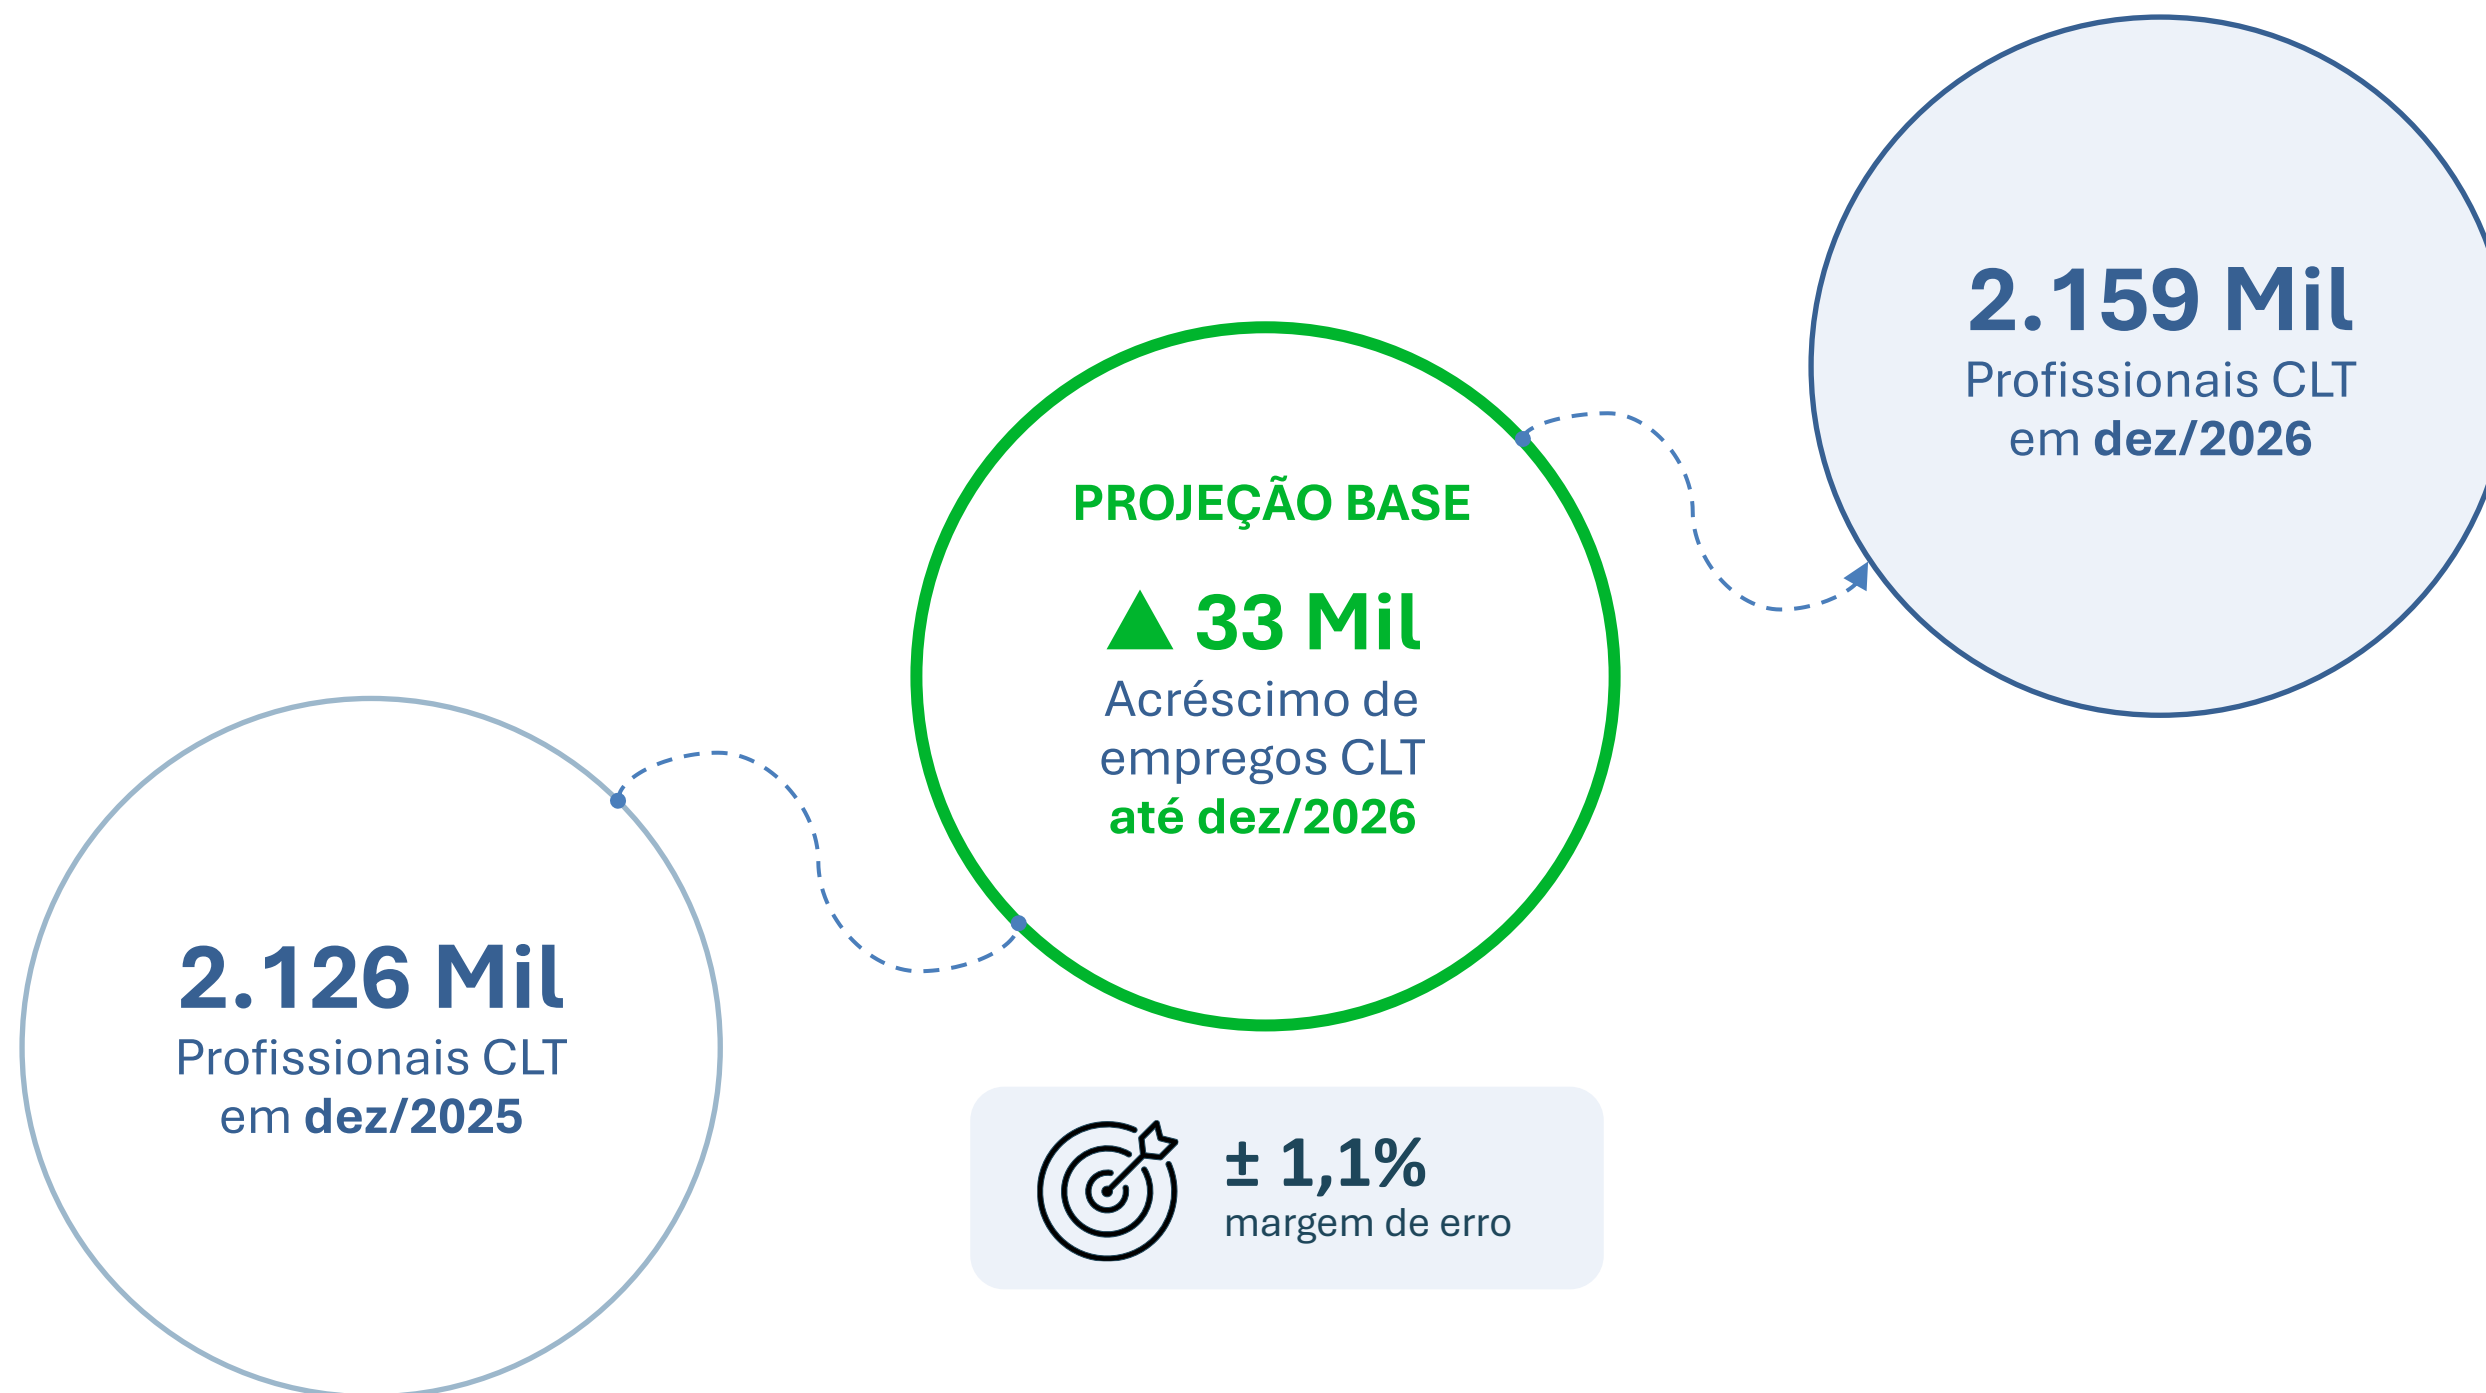 2.126 Mil
Profissionais CLT
em dez/2025
PROJEÇÃO BASE
▲ 33 Mil
Acréscimo de
empregos CLT
até dez/2026
2.159 Mil
Profissionais CLT
em dez/2026
± 1,1%
margem de erro